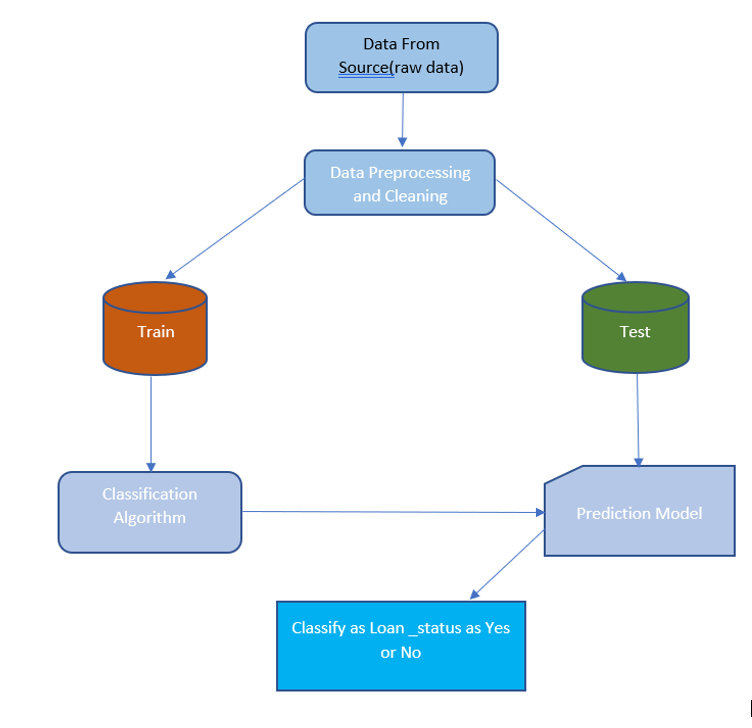 Data From
Source(raw data)
Data Preprocessing
and Cleaning
Train
Test
Classification
Algorithm
Prediction Model
Classify as Loan _status as Yes
or No